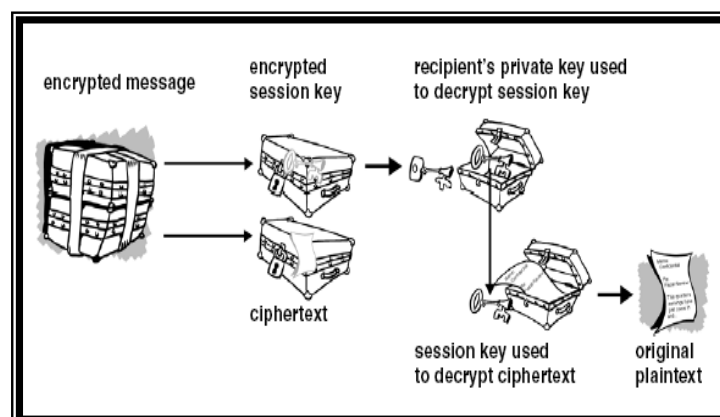 encrypted message
encrypted
session key
recipient's private key used
to decrypt session key
ciphertext
session key used
to decrypt ciphertext
original
plaintext